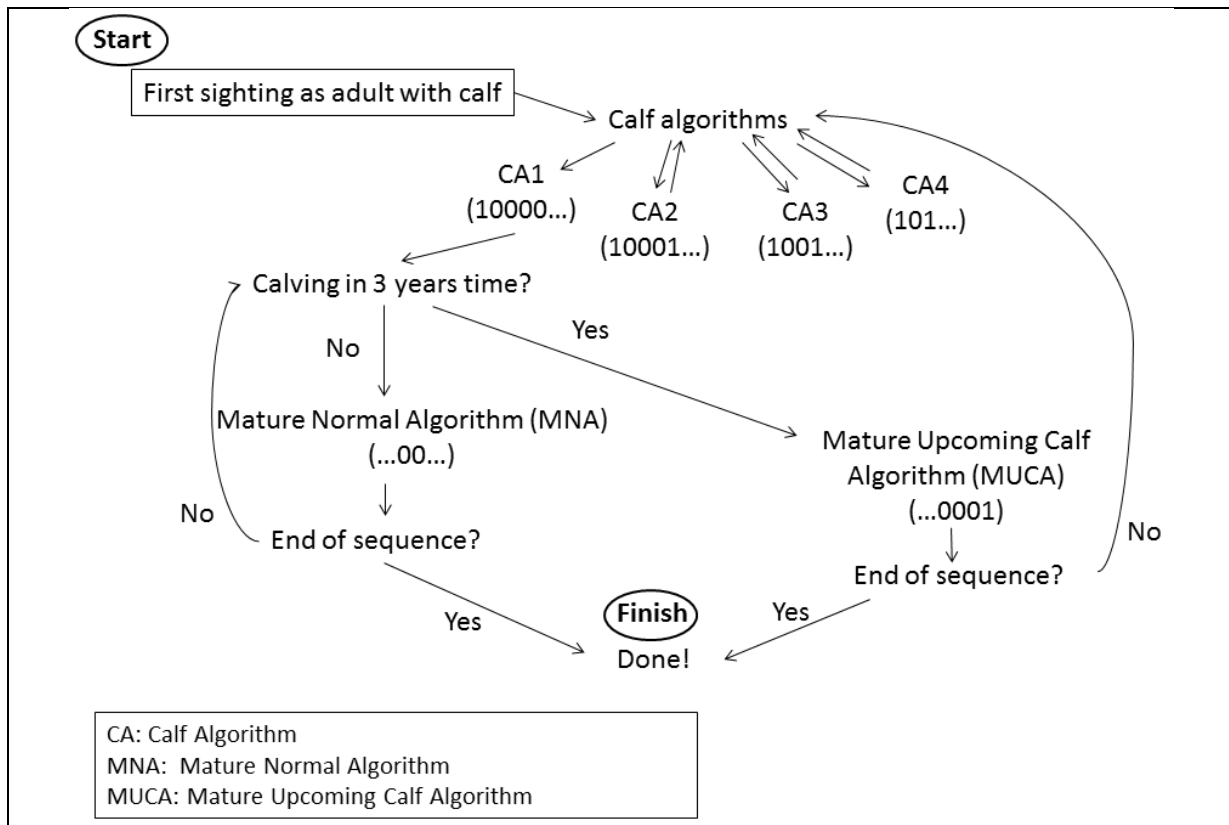 Start
First sighting as adult with calf
Calf algorithms
CA1
(10000...)
CA2
(10001...)
CA3
(1001...)
CA4
(101...)
Calving in 3 years time?
No
Yes
Mature Normal Algorithm (MNA)
(...00...)
Mature Upcoming Calf
Algorithm (MUCA)
(...0001)
No
End of sequence?
No
End of sequence?
Yes
Finish
Yes
Done!
CA: Calf Algorithm
MNA:  Mature Normal Algorithm
MUCA: Mature Upcoming Calf Algorithm